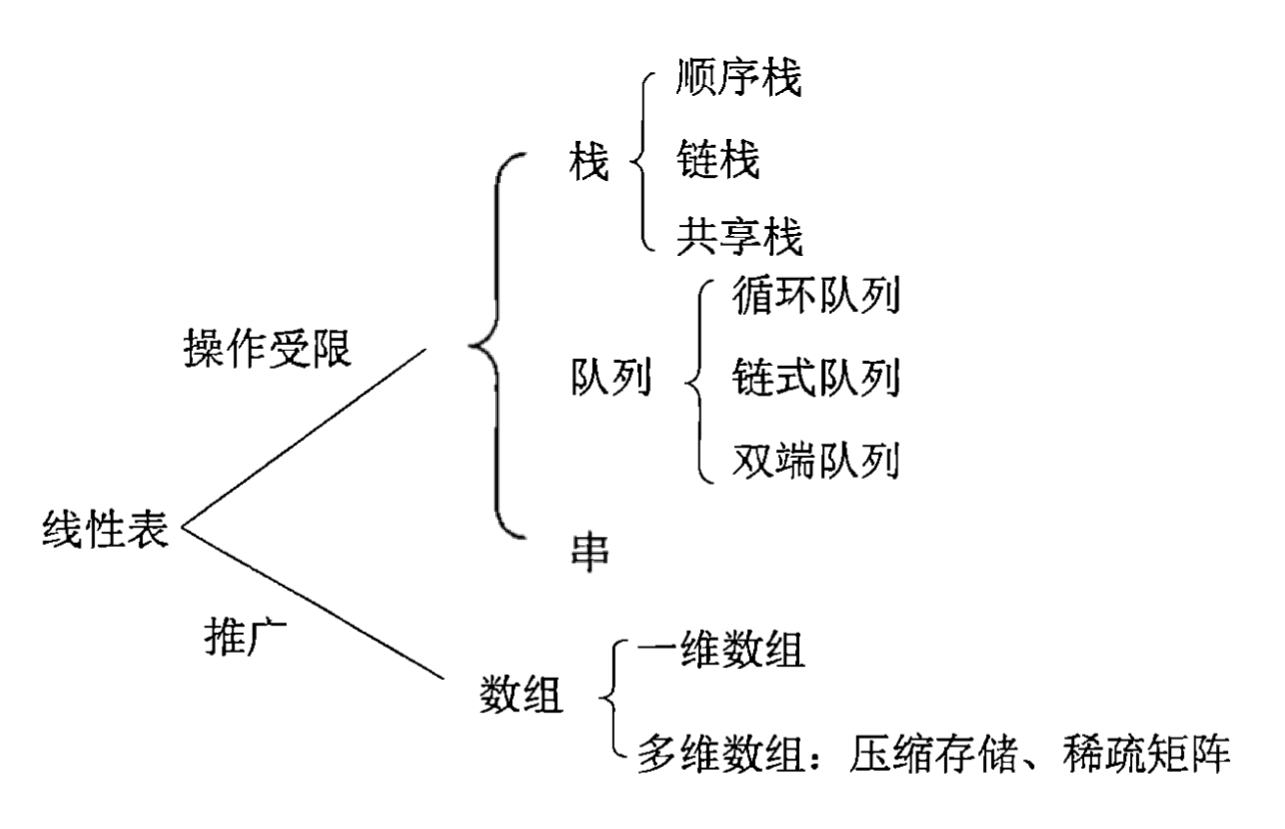 顺序栈
栈
链栈
共享栈
循环队列
操作受限
队列
链式队列
双端队列
线性表
串
推广
一维数组
数组
多维数组：压缩存储、稀疏矩阵